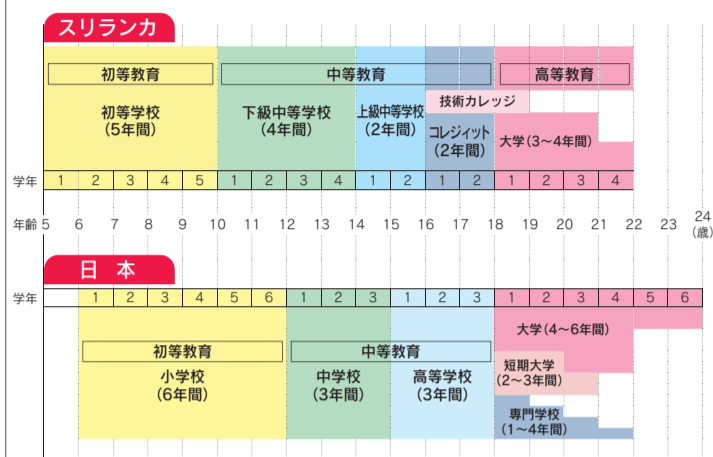 スリランカ
初等教育 中等教育 高等教育
技術カレッジ
初等学校
(5年間)
下級中等学校
(4年間)
上級中等学校
(2年間)
コレジィット
(2年間)
大学(3〜4年間)
学年 1 2 3 4 5 1 2 3 4 1 2 1 2 1 2 3 4
年齢 5 6 7 8 9 10 11 12 13 14 15 16 17 18 19 20 21 22 23 24
(歳)
日 本
学年 1 2 3 4 5 6 1 2 3 1 2 3 1 2 3 4 5 6
大学(4〜6年間)
初等教育 中等教育
小学校
(6年間)
中学校
(3年間)
高等学校
(3年間)
短期大学
(2〜3年間)
専門学校
(1〜4年間)